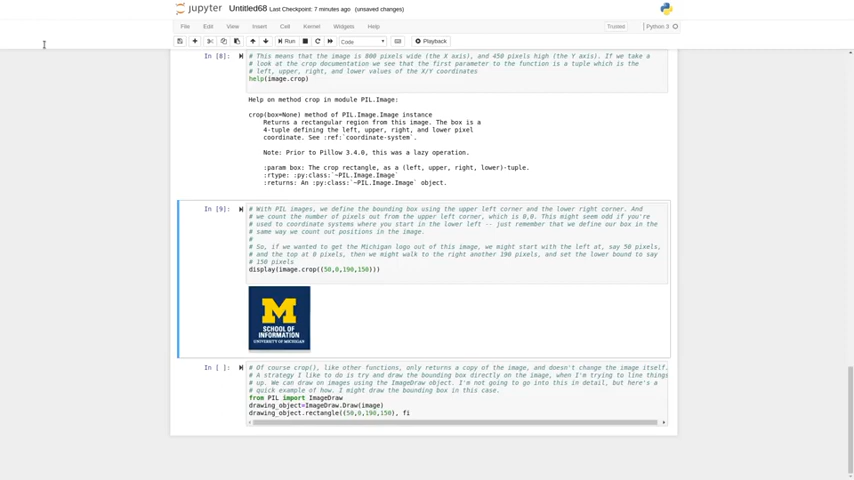 jupyter Untitled68 Last Checkpoint: 7 minutes ago (unsaved changes)
File Edit View Insert Cell Kernel Widgets Help Trusted Python 3
Run Code Playback
In [8]: # This means that the image is 800 pixels wide (the X axis), and 450 pixels high (the Y axis). If we take a
# look at the crop documentation we see that the first parameter to the function is a tuple which is the
# left, upper, right, and lower values of the X/Y coordinates
help(image.crop)
Help on method crop in module PIL.Image:
crop(box=None) method of PIL.Image.Image instance
Returns a rectangular region from this image. The box is a
4-tuple defining the left, upper, right, and lower pixel
coordinate. See :ref:`coordinate-system`.
Note: Prior to Pillow 3.4.0, this was a lazy operation.
:param box: The crop rectangle, as a (left, upper, right, lower)-tuple.
:rtype: :py:class:`~PIL.Image.Image`
:returns: An :py:class:`~PIL.Image.Image` object.
In [9]: # With PIL images, we define the bounding box using the upper left corner and the lower right corner. And
# we count the number of pixels out from the upper left corner, which is 0,0. This might seem odd if you're
# used to coordinate systems where you start in the lower left -- just remember that we define our box in the
# same way we count out positions in the image.
#
# So, if we wanted to get the Michigan logo out of this image, we might start with the left at, say 50 pixels,
# and the top at 0 pixels, then we might walk to the right another 190 pixels, and set the lower bound to say
# 150 pixels
display(image.crop((50,0,190,150)))
M
SCHOOL OF
INFORMATION
UNIVERSITY OF MICHIGAN
In [ ]: # Of course crop(), like other functions, only returns a copy of the image, and doesn't change the image itself.
# A strategy I like to do is try and draw the bounding box directly on the image, when I'm trying to line things
# up. We can draw on images using the ImageDraw object. I'm not going to go into this in detail, but here's a
# quick example of how. I might draw the bounding box in this case.
from PIL import ImageDraw
drawing_object=ImageDraw.Draw(image)
drawing_object.rectangle((50,0,190,150), fi